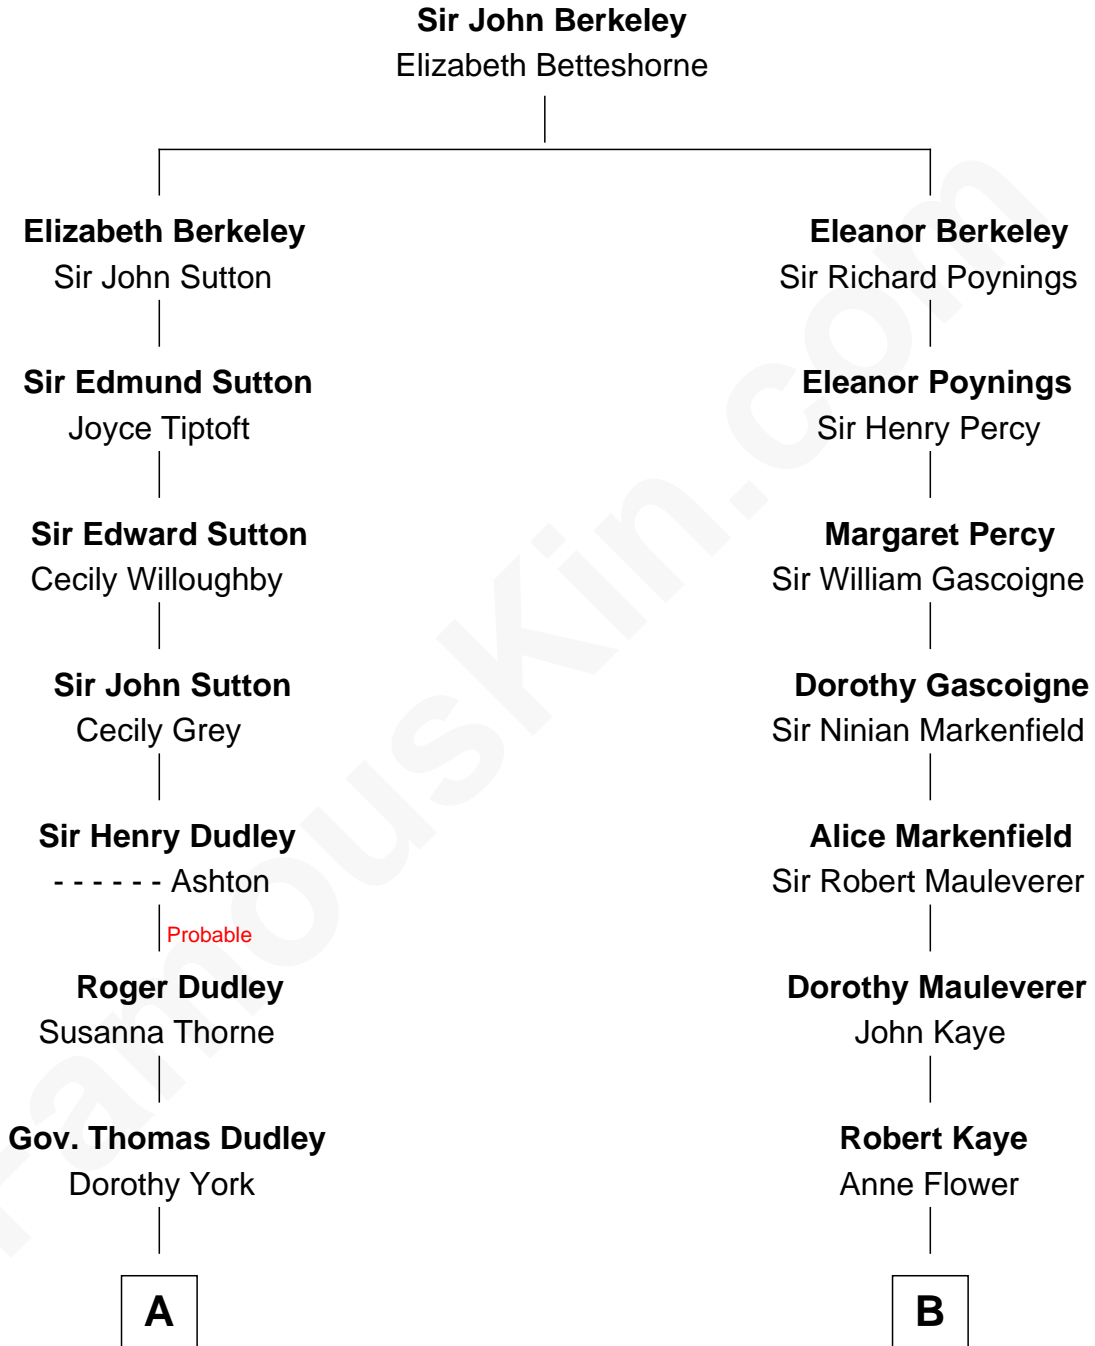 Sir John Berkeley
Elizabeth Betteshorne
Elizabeth Berkeley
Sir John Sutton
Eleanor Berkeley
Sir Richard Poynings
Sir Edmund Sutton
Joyce Tiptoft
Eleanor Poynings
Sir Henry Percy
Sir Edward Sutton
Cecily Willoughby
Margaret Percy
Sir William Gascoigne
Sir John Sutton
Cecily Grey
Dorothy Gascoigne
Sir Ninian Markenfield
Sir Henry Dudley
- - - - - - Ashton
Alice Markenfield
Sir Robert Mauleverer
Probable
Roger Dudley
Susanna Thorne
Dorothy Mauleverer
John Kaye
Gov. Thomas Dudley
Dorothy York
Robert Kaye
Anne Flower
A
B
FamousKin.com